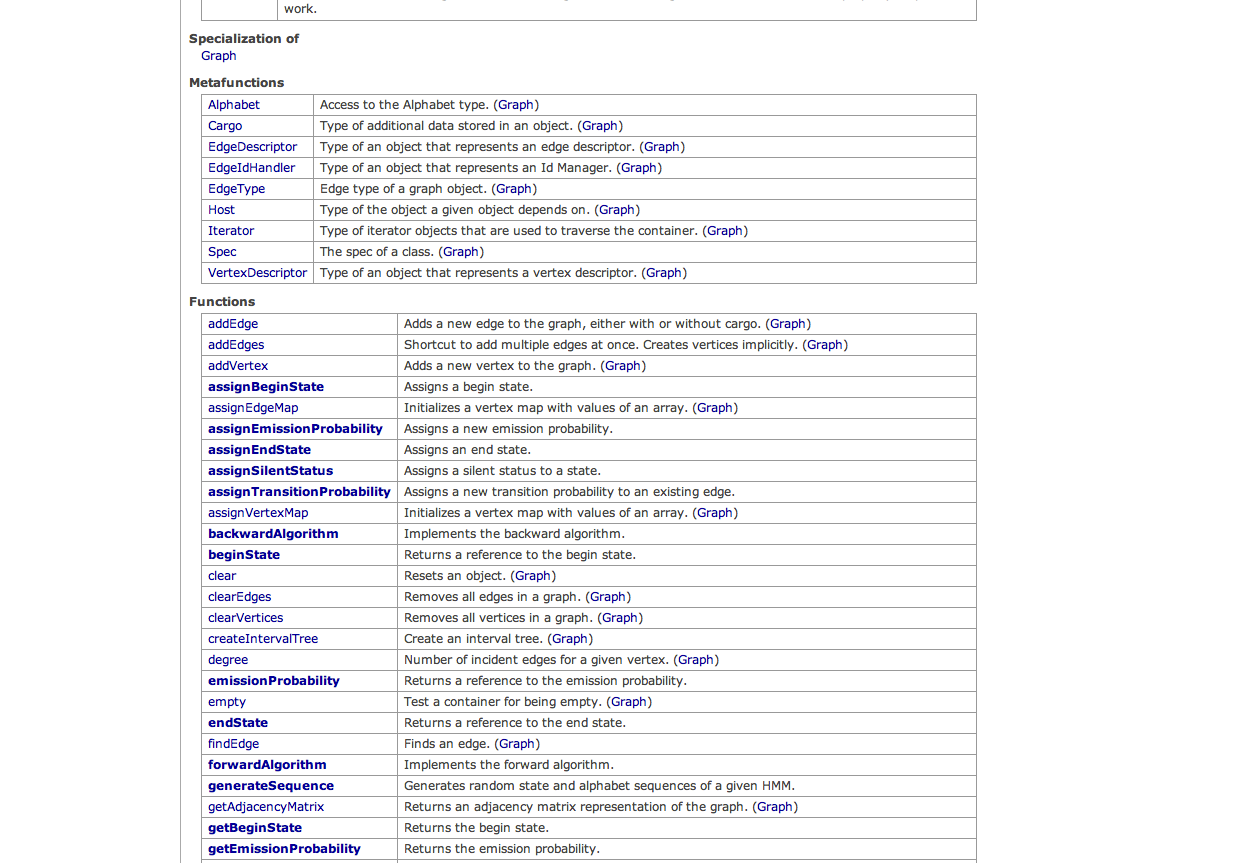 work.
Specialization of
Graph
Metafunctions
Alphabet Access to the Alphabet type. (Graph)
Cargo Type of additional data stored in an object. (Graph)
EdgeDescriptor Type of an object that represents an edge descriptor. (Graph)
EdgeIdHandler Type of an object that represents an Id Manager. (Graph)
EdgeType Edge type of a graph object. (Graph)
Host Type of the object a given object depends on. (Graph)
Iterator Type of iterator objects that are used to traverse the container. (Graph)
Spec The spec of a class. (Graph)
VertexDescriptor Type of an object that represents a vertex descriptor. (Graph)
Functions
addEdge Adds a new edge to the graph, either with or without cargo. (Graph)
addEdges Shortcut to add multiple edges at once. Creates vertices implicitly. (Graph)
addVertex Adds a new vertex to the graph. (Graph)
assignBeginState Assigns a begin state.
assignEdgeMap Initializes a vertex map with values of an array. (Graph)
assignEmissionProbability Assigns a new emission probability.
assignEndState Assigns an end state.
assignSilentStatus Assigns a silent status to a state.
assignTransitionProbability Assigns a new transition probability to an existing edge.
assignVertexMap Initializes a vertex map with values of an array. (Graph)
backwardAlgorithm Implements the backward algorithm.
beginState Returns a reference to the begin state.
clear Resets an object. (Graph)
clearEdges Removes all edges in a graph. (Graph)
clearVertices Removes all vertices in a graph. (Graph)
createIntervalTree Create an interval tree. (Graph)
degree Number of incident edges for a given vertex. (Graph)
emissionProbability Returns a reference to the emission probability.
empty Test a container for being empty. (Graph)
endState Returns a reference to the end state.
findEdge Finds an edge. (Graph)
forwardAlgorithm Implements the forward algorithm.
generateSequence Generates random state and alphabet sequences of a given HMM.
getAdjacencyMatrix Returns an adjacency matrix representation of the graph. (Graph)
getBeginState Returns the begin state.
getEmissionProbability Returns the emission probability.